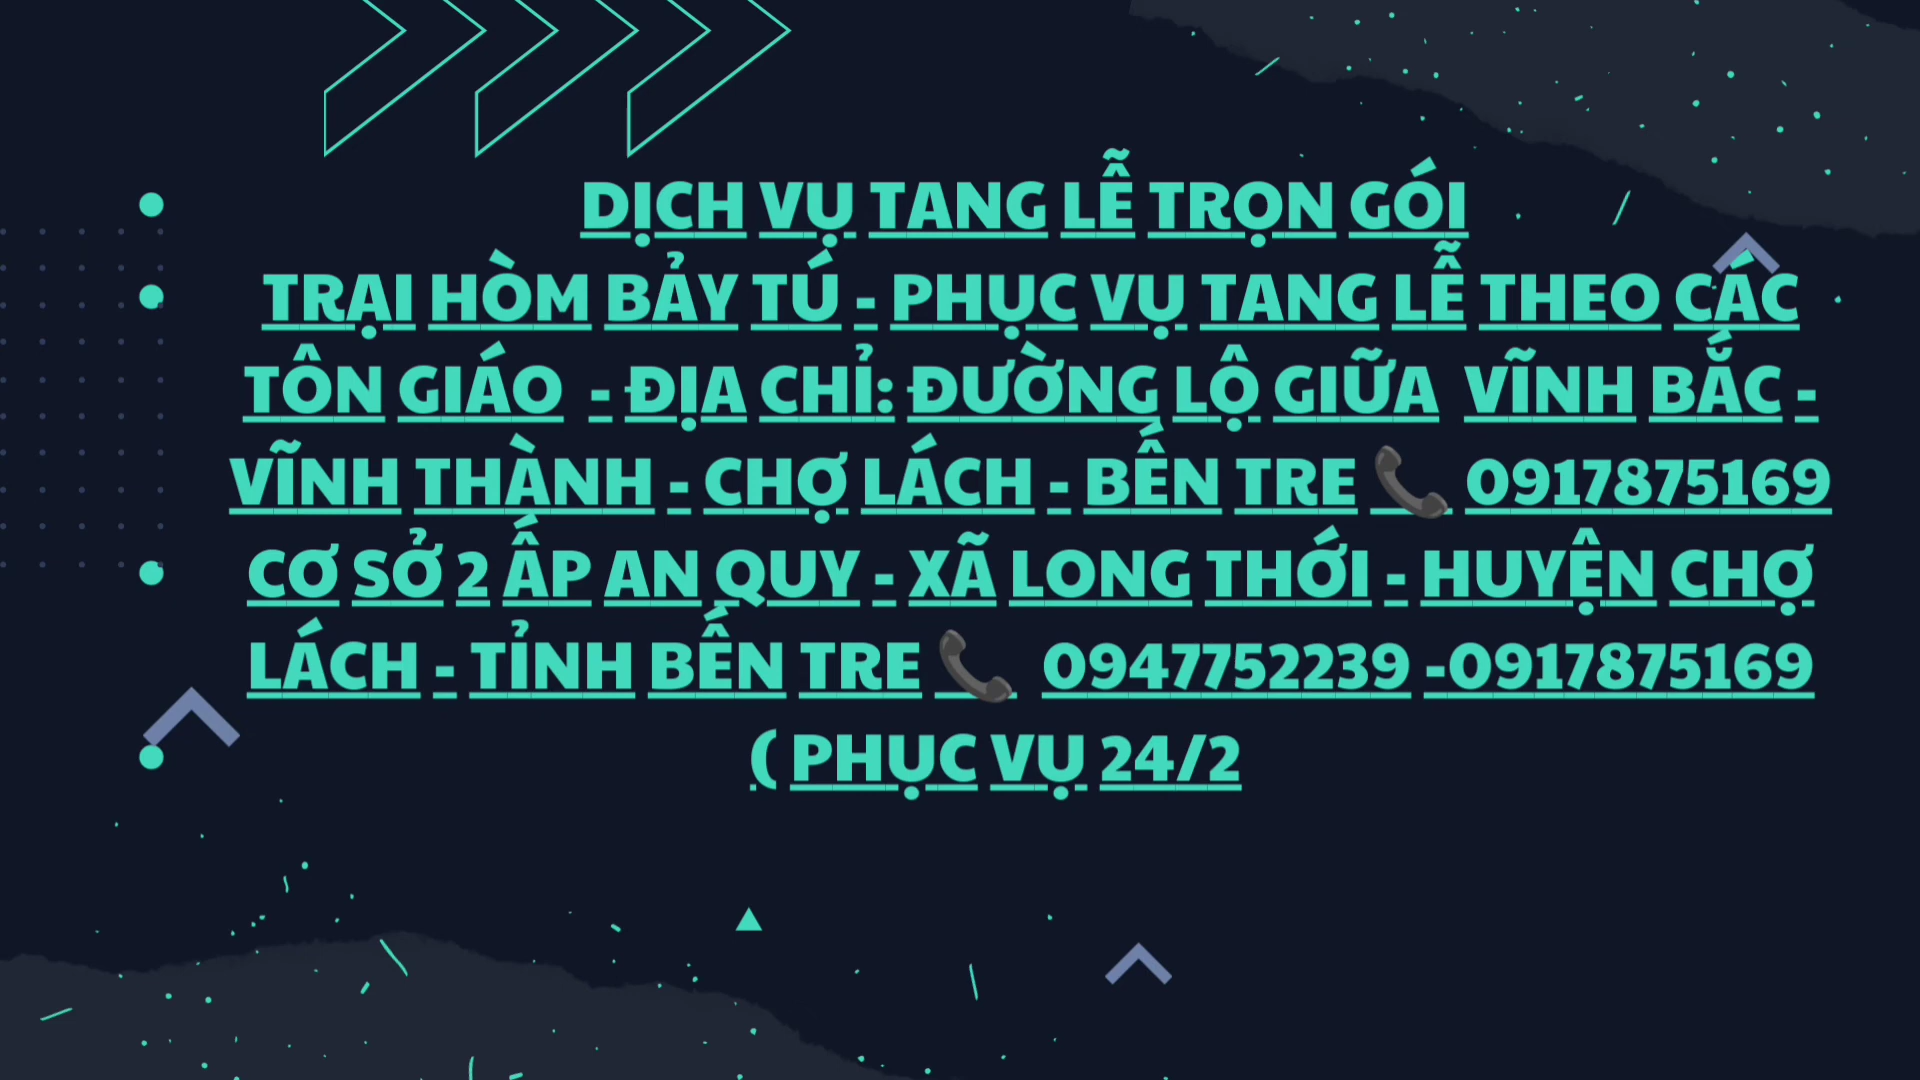 DỊCH VỤ TANG LỄ TRỌN GÓI
TRẠI HÒM BẢY TÚ - PHỤC VỤ TANG LỄ THEO CÁC
TÔN GIÁO - ĐỊA CHỈ: ĐƯỜNG LỘ GIỮA VĨNH BẮC -
VĨNH THÀNH - CHỢ LÁCH - BẾN TRE 📞 0917875169
CƠ SỞ 2 ẤP AN QUY - XÃ LONG THỚI - HUYỆN CHỢ
LÁCH - TỈNH BẾN TRE 📞 0947752239 -0917875169
( PHỤC VỤ 24/2